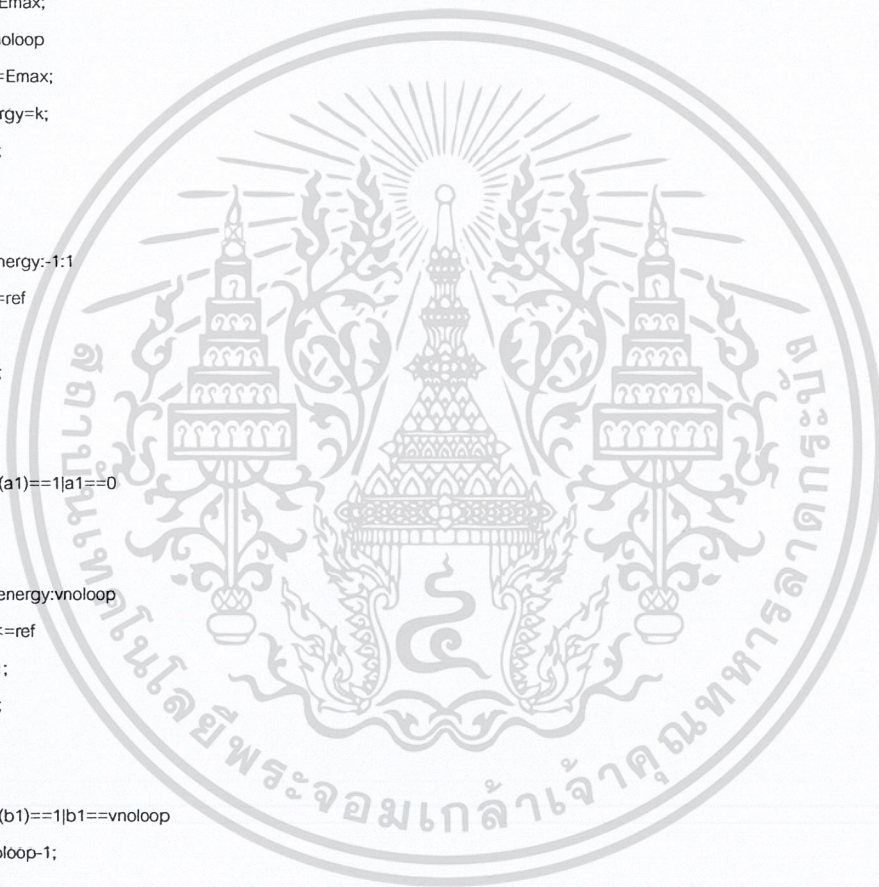 Emax;
oloop
=Emax;
rgy=k;
;
nergy:-1:1
=ref
;
(a1)==1|a1==0
energy:vnoloop
<=ref
;
;
(b1)==1|b1==vnoloop
oloop-1;
สถาบันเทคโนโลยีพระจอมเกล้าเจ้าคุณทหารลาดกระบัง